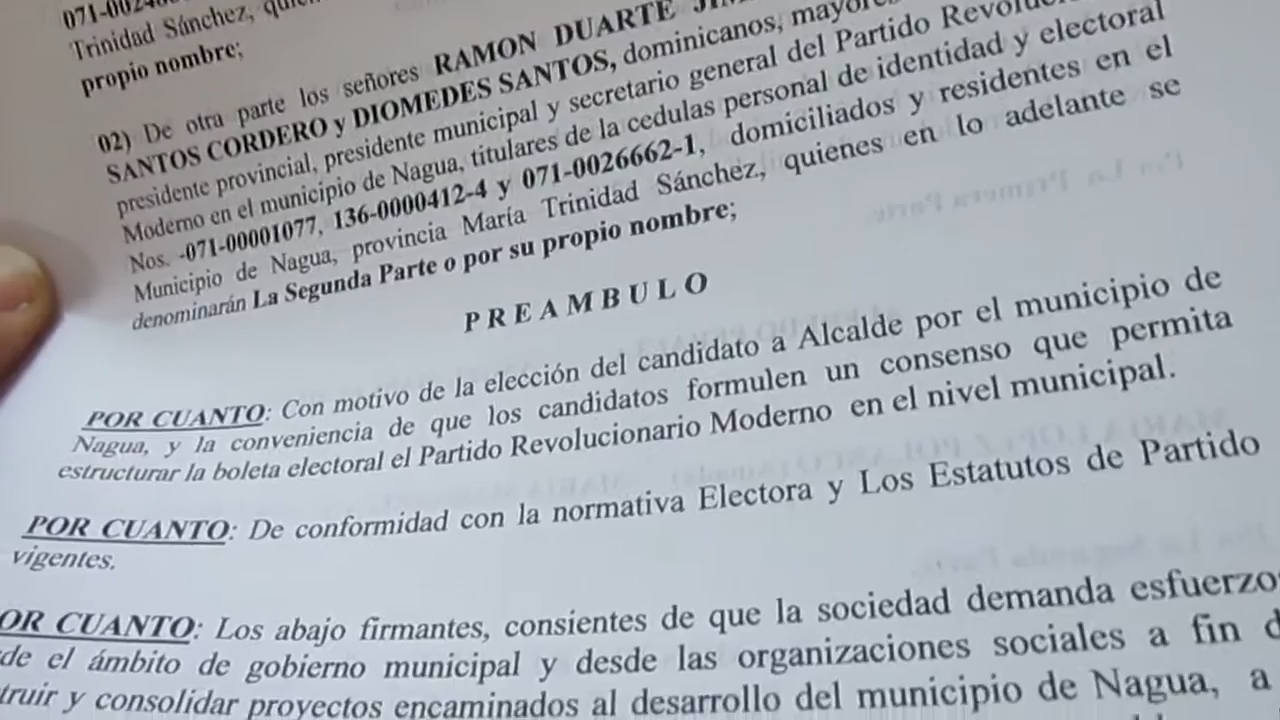 Trinidad Sánchez,
propio nombre;
02) De otra parte los señores RAMON DUARTE
SANTOS CORDERO y DIOMEDES SANTOS, dominicanos,
presidente provincial, presidente municipal y secretario general del Partido
Moderno en el municipio de Nagua, titulares de la cedulas personal de identidad y electoral
Nos. -071-00001077, 136-0000412-4 y 071-0026662-1, domiciliados y residentes en el
Municipio de Nagua, provincia María Trinidad Sánchez, quienes en lo adelante se
denominarán La Segunda Parte o por su propio nombre;
PREAMBULO
POR CUANTO: Con motivo de la elección del candidato a Alcalde por el municipio de
Nagua, y la conveniencia de que los candidatos formulen un consenso que permita
estructurar la boleta electoral el Partido Revolucionario Moderno en el nivel municipal.
POR CUANTO: De conformidad con la normativa Electora y Los Estatutos de Partido
vigentes.
OR CUANTO: Los abajo firmantes, consientes de que la sociedad demanda esfuerzo
de el ámbito de gobierno municipal y desde las organizaciones sociales a fin d
truir y consolidar proyectos encaminados al desarrollo del municipio de Nagua, a